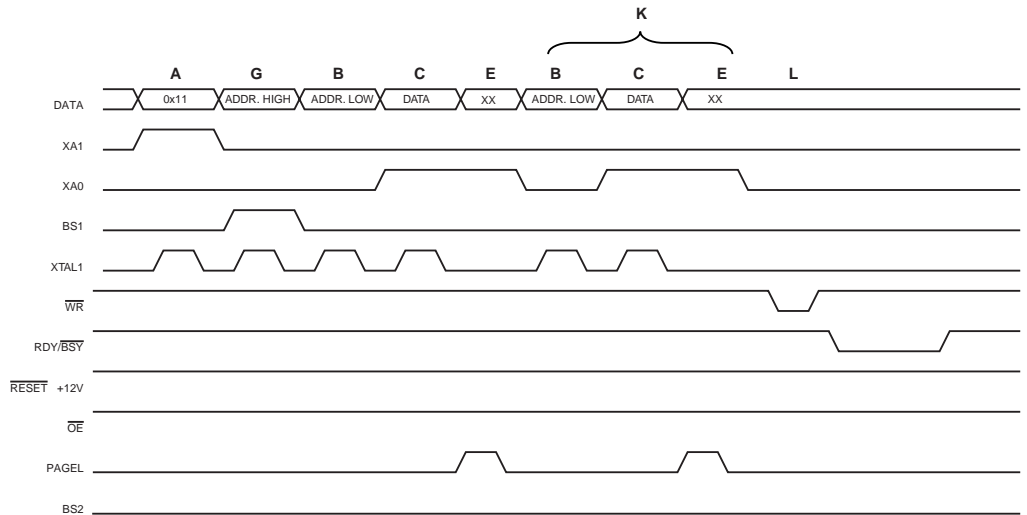 K
A G B C E B C E L
DATA 0x11 ADDR. HIGH ADDR. LOW DATA XX ADDR. LOW DATA XX
XA1
XA0
BS1
XTAL1
WR
RDY/BSY
RESET +12V
OE
PAGEL
BS2